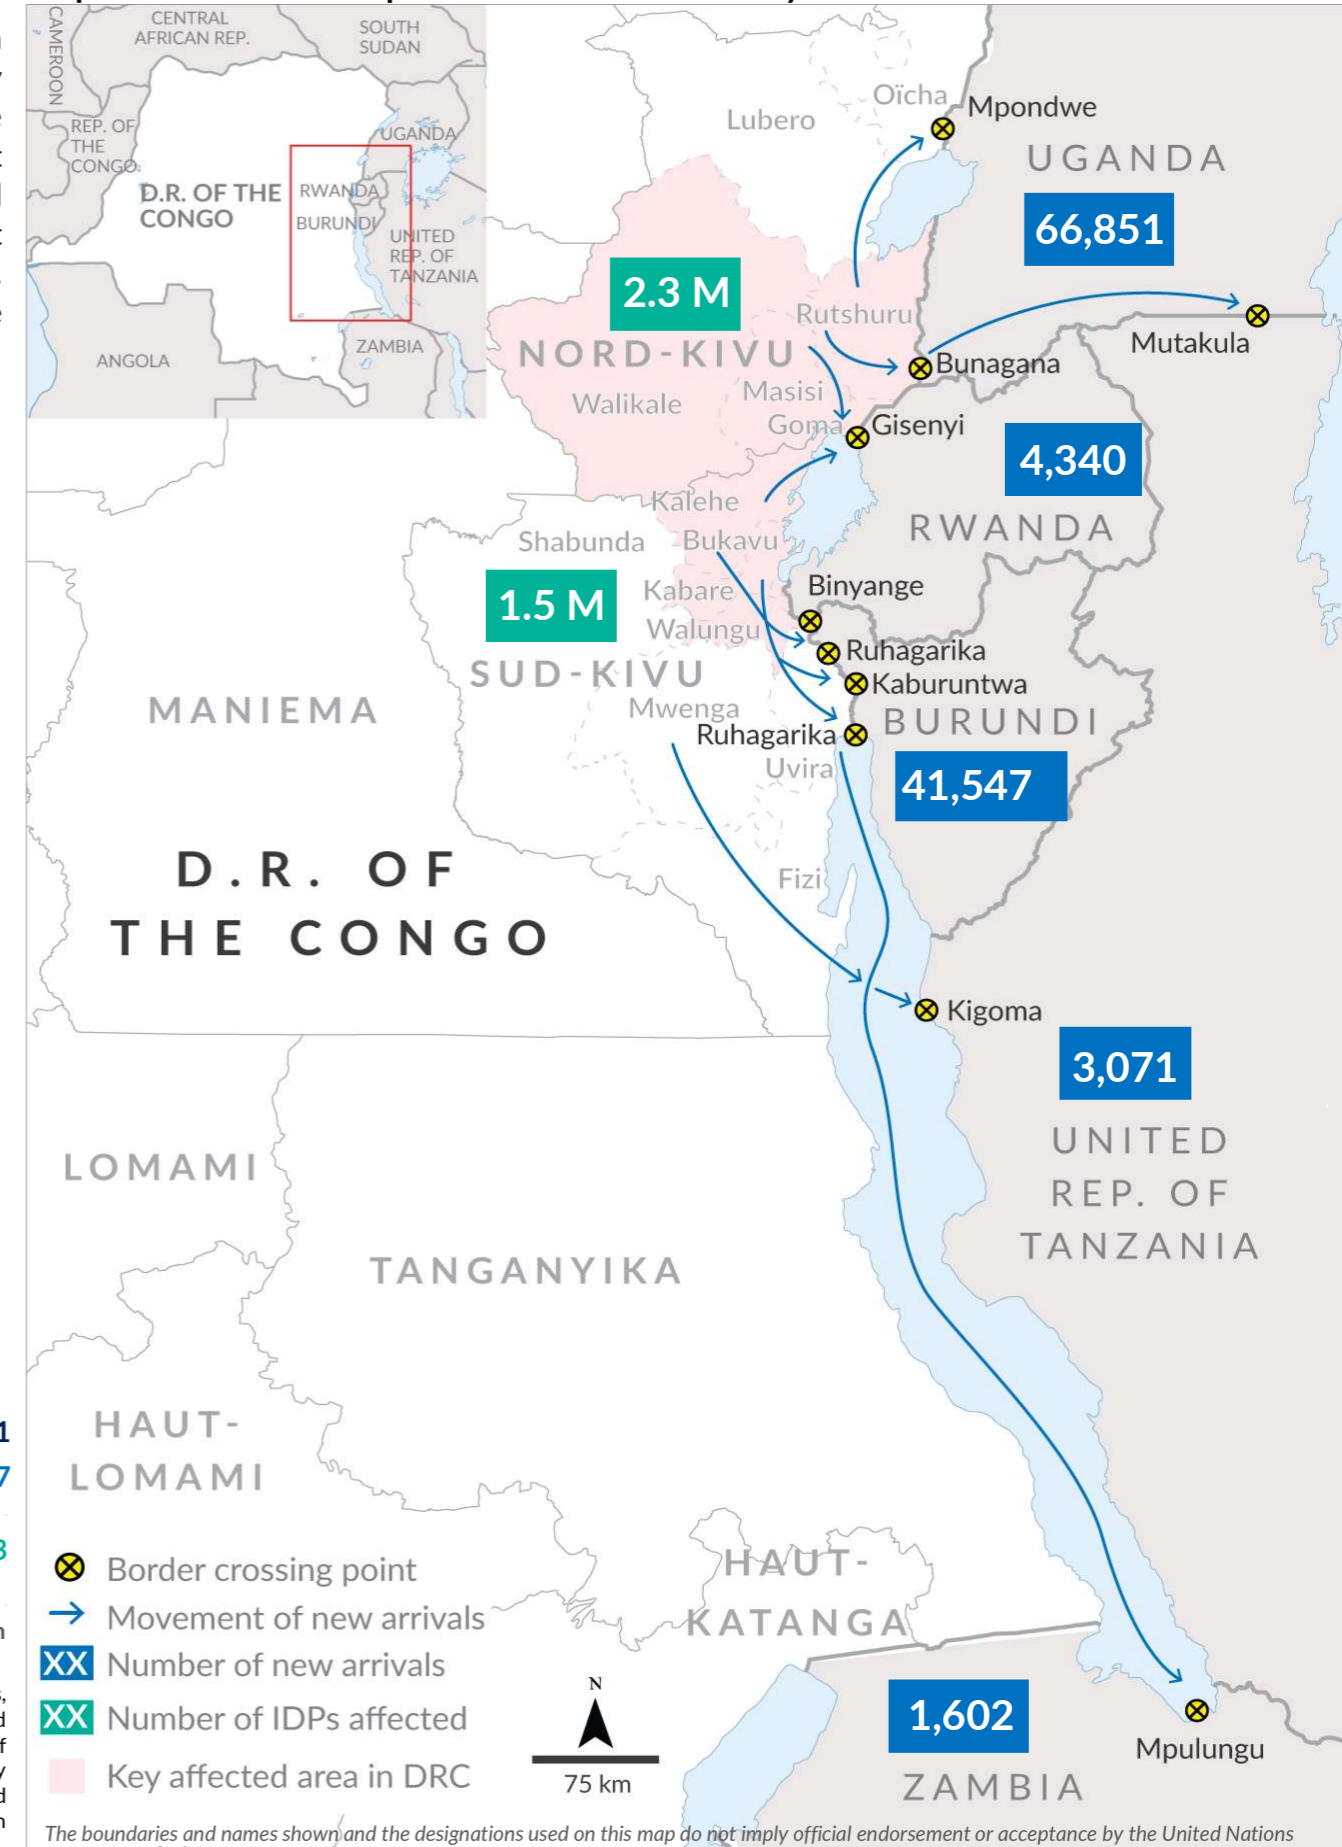 CAMEROON
CENTRAL
AFRICAN REP.
SOUTH
SUDAN
REP. OF
THE
CONGO
UGANDA
D.R. OF THE
CONGO
RWANDA
BURUNDI
UNITED
REP. OF
TANZANIA
ANGOLA
ZAMBIA
Oïcha
Mpondwe
Lubero
UGANDA
66,851
2.3 M
Rutshuru
NORD-KIVU
Mutakula
Bunagana
Masisi
Walikale
Goma
Gisenyi
4,340
Kalehe
RWANDA
Shabunda
Bukavu
Binyange
Kabare
1.5 M
Walungu
Ruhagarika
SUD-KIVU
Kaburuntwa
MANIEMA
Mwenga
BURUNDI
Ruhagarika
Uvira
41,547
D.R. OF
THE CONGO
Fizi
Kigoma
3,071
UNITED
REP. OF
TANZANIA
LOMAMI
TANGANYIKA
HAUT-
LOMAMI
HAUT-
KATANGA
Border crossing point
Movement of new arrivals
XX Number of new arrivals
XX Number of IDPs affected
Key affected area in DRC
N
75 km
1,602
Mpulungu
ZAMBIA
The boundaries and names shown and the designations used on this map do not imply official endorsement or acceptance by the United Nations